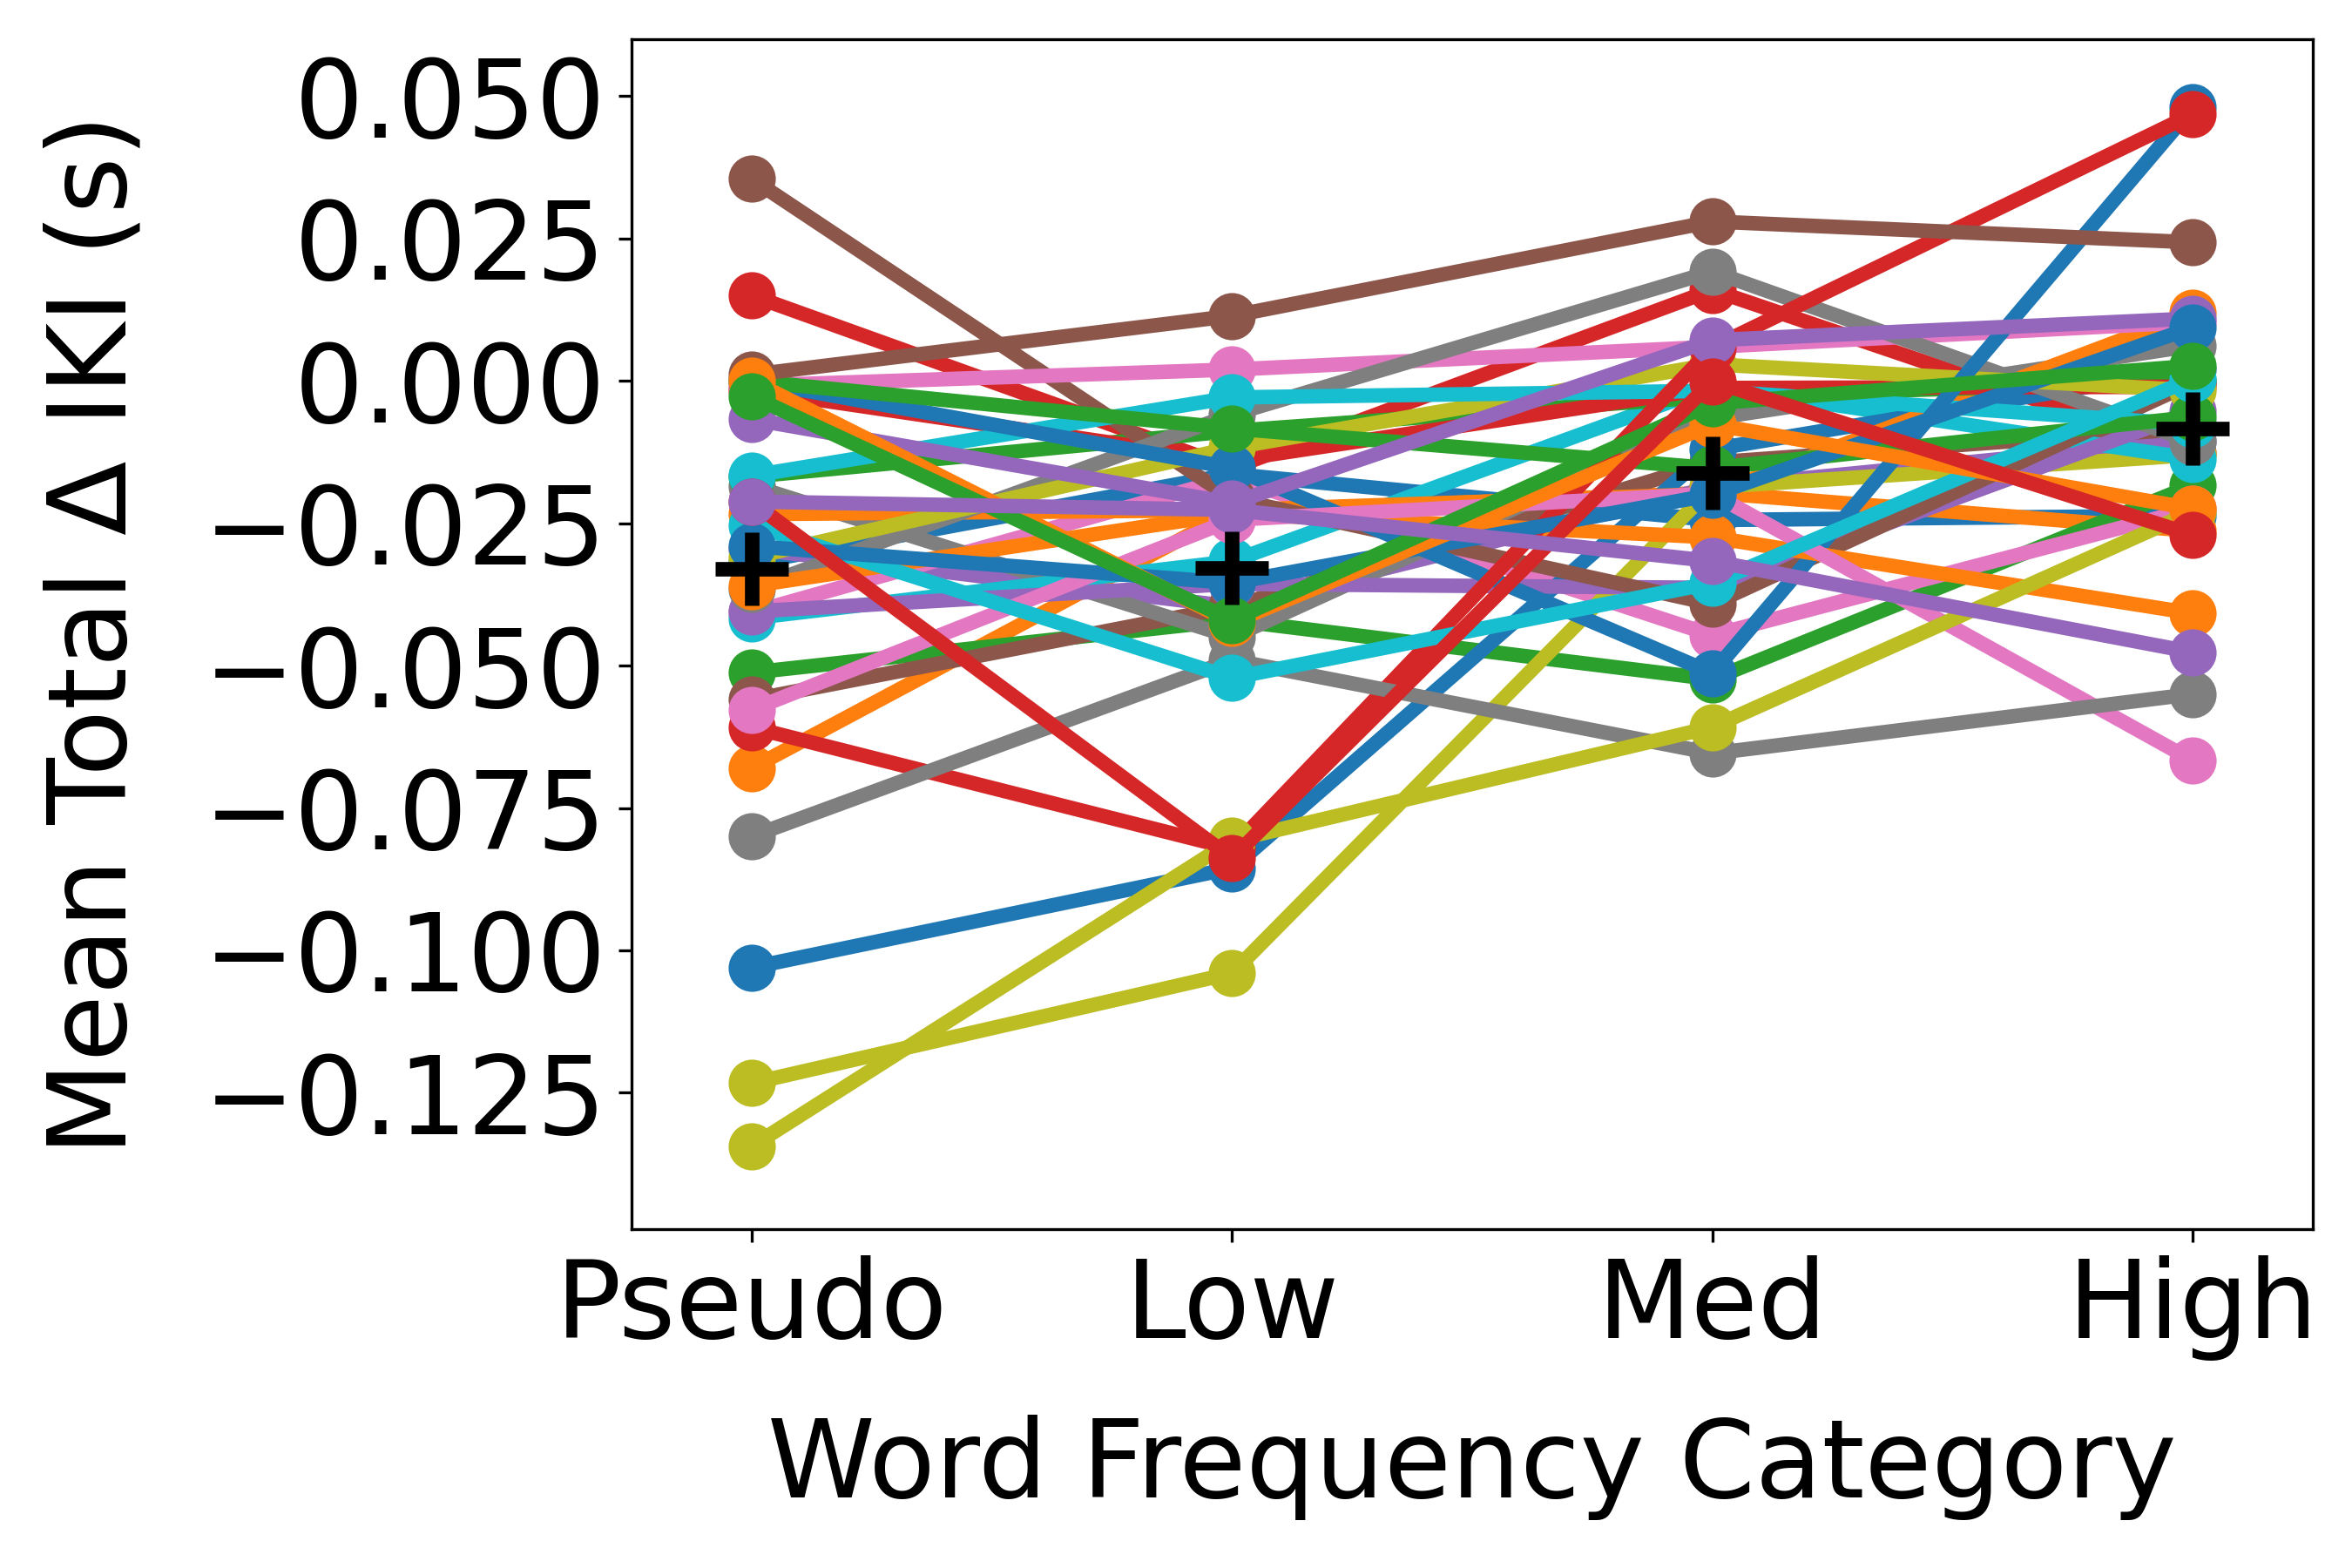 Mean Total Δ IKI (s)
0.050
0.025
0.000
−0.025
−0.050
−0.075
−0.100
−0.125
Pseudo Low Med High
Word Frequency Category